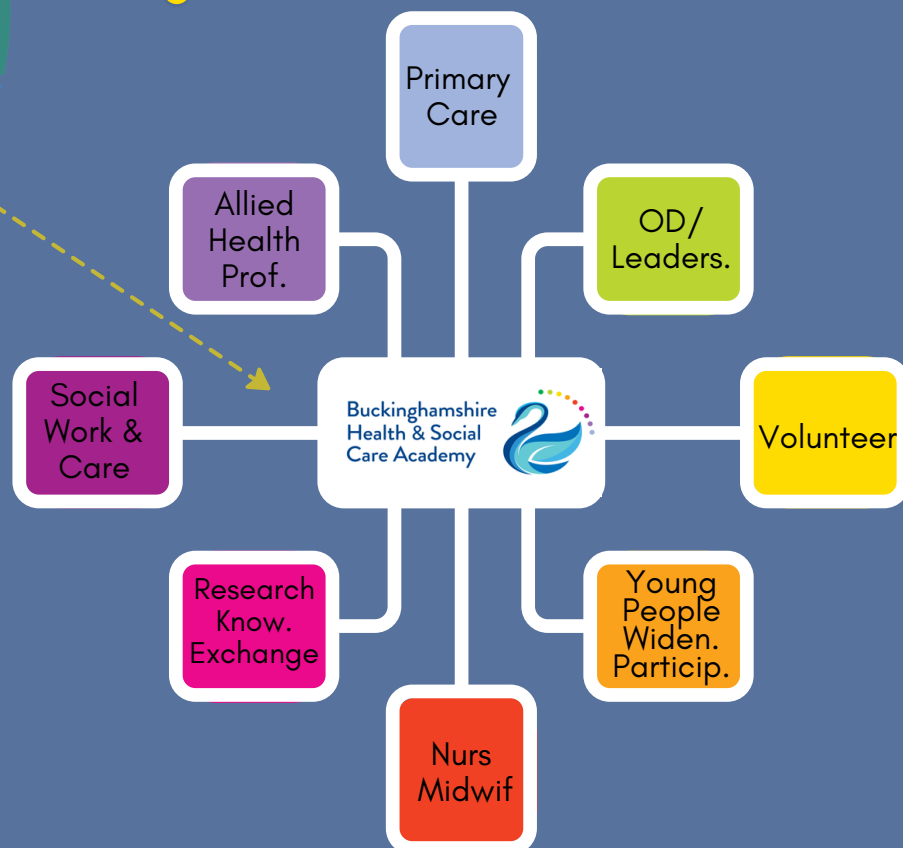 Primary
Care
Allied
Health
Prof.
OD/
Leaders.
Social
Work &
Care
Buckinghamshire
Health & Social
Care Academy
Volunteer
Research
Know.
Exchange
Young
People
Widen.
Particip.
Nurs
Midwif